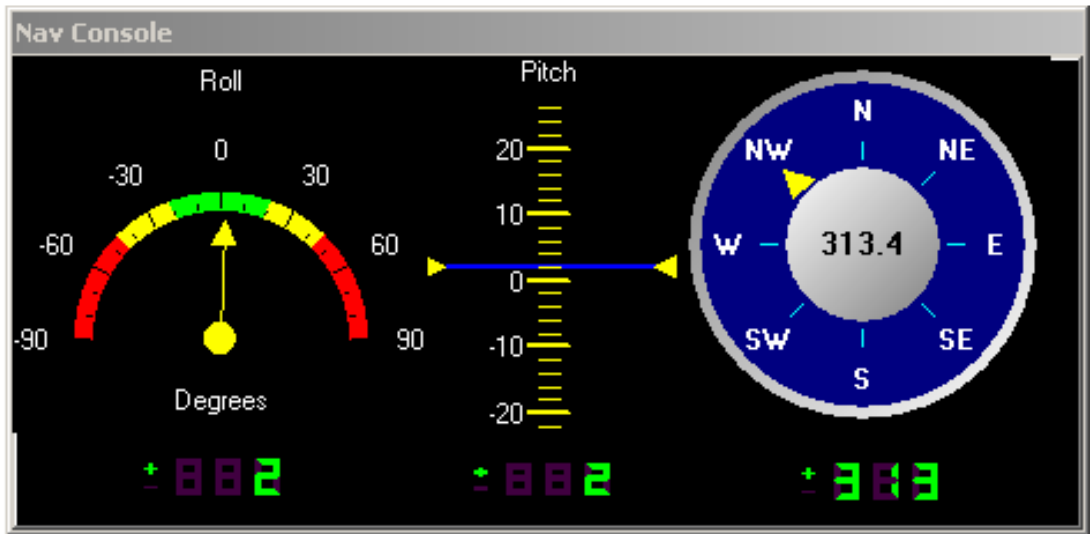 Nav Console
Roll
0
-30
30
-60
60
-90
90
Degrees
+ 2
Pitch
20
10
0
-10
-20
+ 2
N
NW
NE
W
313.4
E
SW
SE
S
+ 313